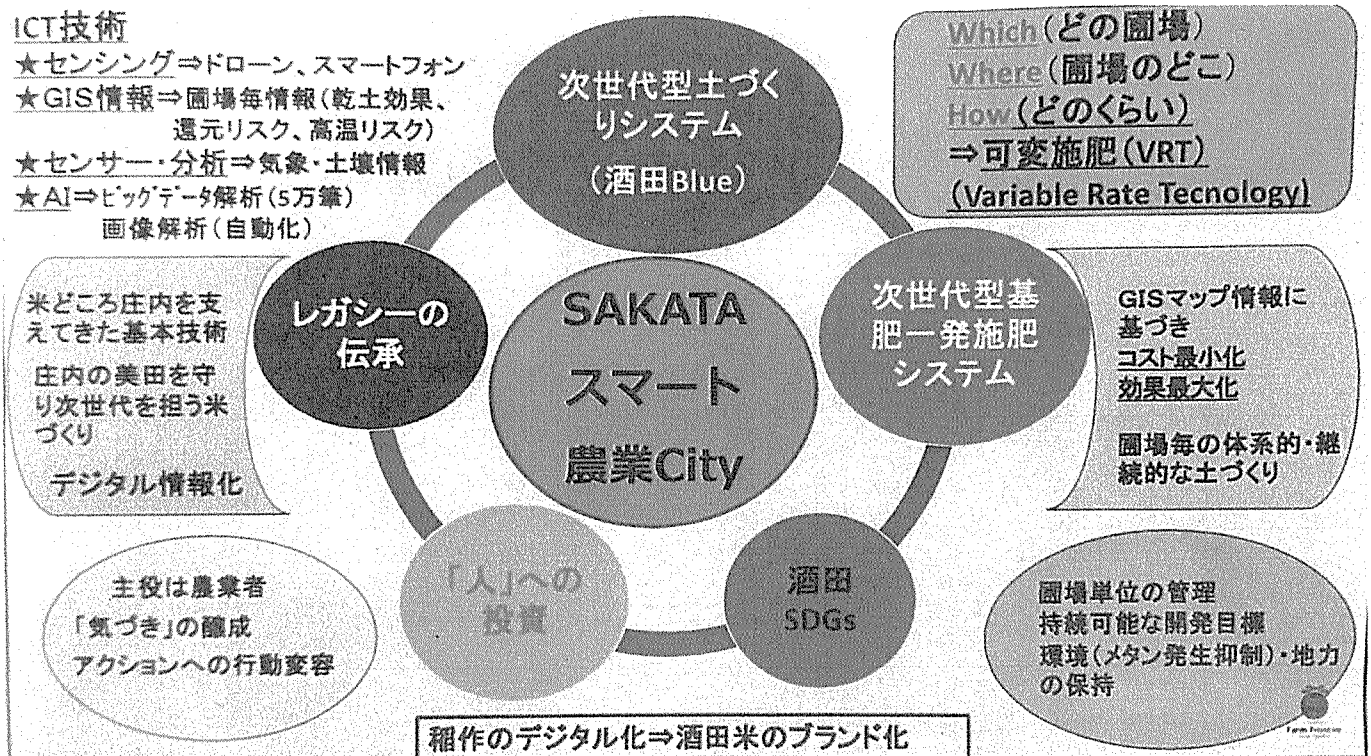 ICT技術
★センシング⇒ドローン、スマートフォン
★GIS情報⇒圃場毎情報(乾土効果、
還元リスク、高温リスク)
★センサー・分析⇒気象・土壌情報
★AI⇒ビッグデータ解析(5万筆)
画像解析(自動化)
次世代型土づく
りシステム
(酒田Blue)
Which(どの圃場)
Where(圃場のどこ)
How(どのくらい)
⇒可変施肥(VRT)
(Variable Rate Tecnology)
米どころ庄内を支
えてきた基本技術
庄内の美田を守
り次世代を担う米
づくり
デジタル情報化
レガシーの
伝承
SAKATA
スマート
農業City
次世代型基
肥一発施肥
システム
GISマップ情報に
基づき
コスト最小化
効果最大化
圃場毎の体系的・継
続的な土づくり
主役は農業者
「気づき」の醸成
アクションへの行動変容
「人」への
投資
酒田
SDGs
圃場単位の管理
持続可能な開発目標
環境(メタン発生抑制)・地力
の保持
稲作のデジタル化⇒酒田米のブランド化